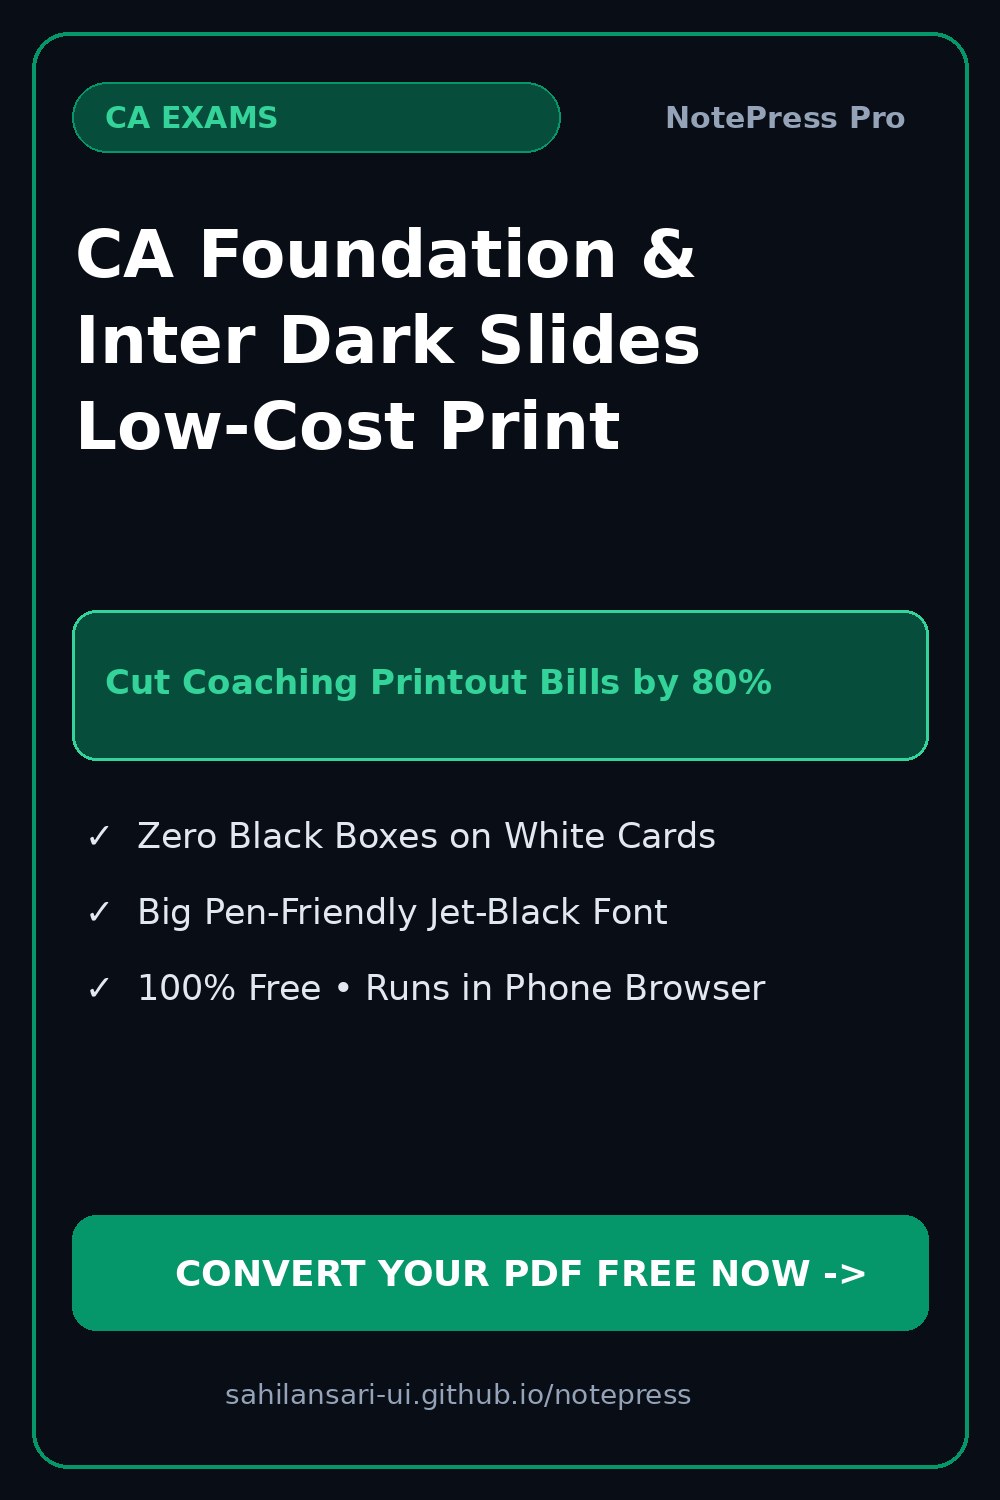 CA EXAMS
NotePress Pro
CA Foundation &
Inter Dark Slides
Low-Cost Print
Cut Coaching Printout Bills by 80%
✓ Zero Black Boxes on White Cards
✓ Big Pen-Friendly Jet-Black Font
✓ 100% Free • Runs in Phone Browser
CONVERT YOUR PDF FREE NOW ->
sahilansari-ui.github.io/notepress